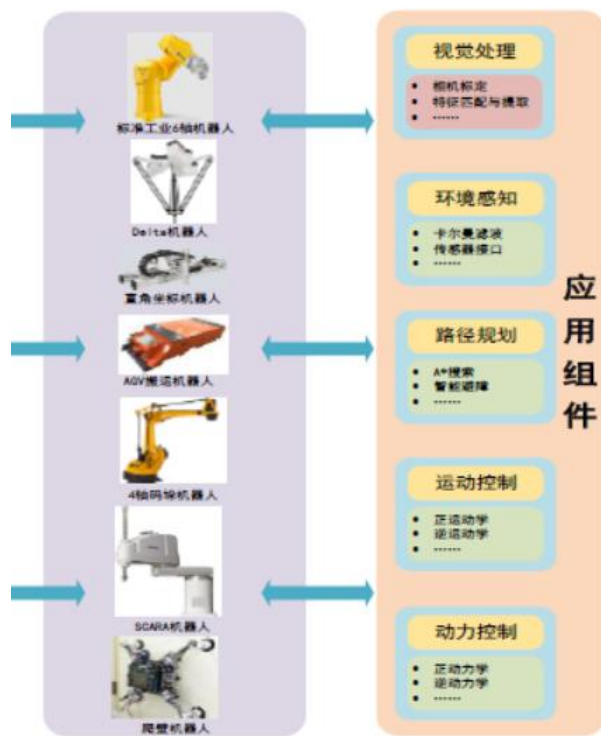 标准工业6轴机器人
Delta机器人
直角坐标机器人
AGV搬运机器人
4轴码垛机器人
SCARA机器人
爬壁机器人
视觉处理
• 相机标定
• 特征匹配与提取
• ······
环境感知
• 卡尔曼滤波
• 传感器接口
• ······
路径规划
• A*搜索
• 智能避障
• ······
运动控制
• 正运动学
• 逆运动学
• ······
动力控制
• 正动力学
• 逆动力学
• ······
应用组件